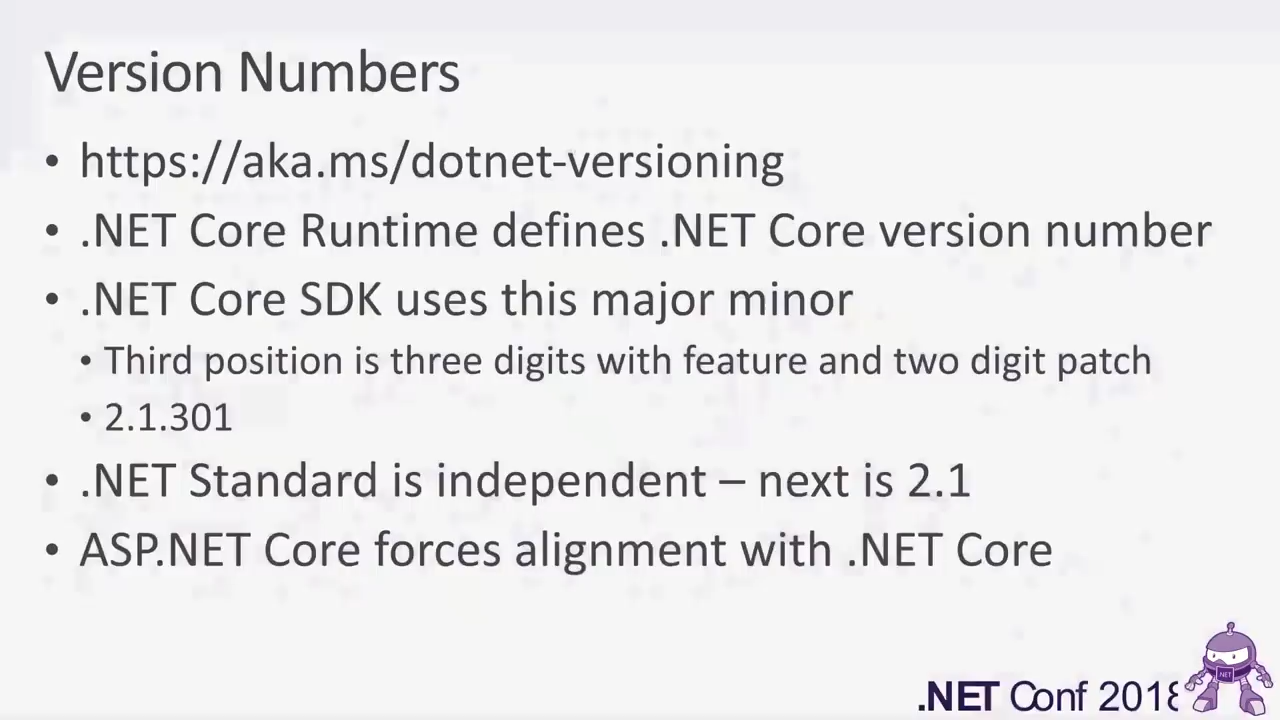 Version Numbers
• https://aka.ms/dotnet-versioning
• .NET Core Runtime defines .NET Core version number
• .NET Core SDK uses this major minor
• Third position is three digits with feature and two digit patch
• 2.1.301
• .NET Standard is independent – next is 2.1
• ASP.NET Core forces alignment with .NET Core
.NET Conf 2018
.NET